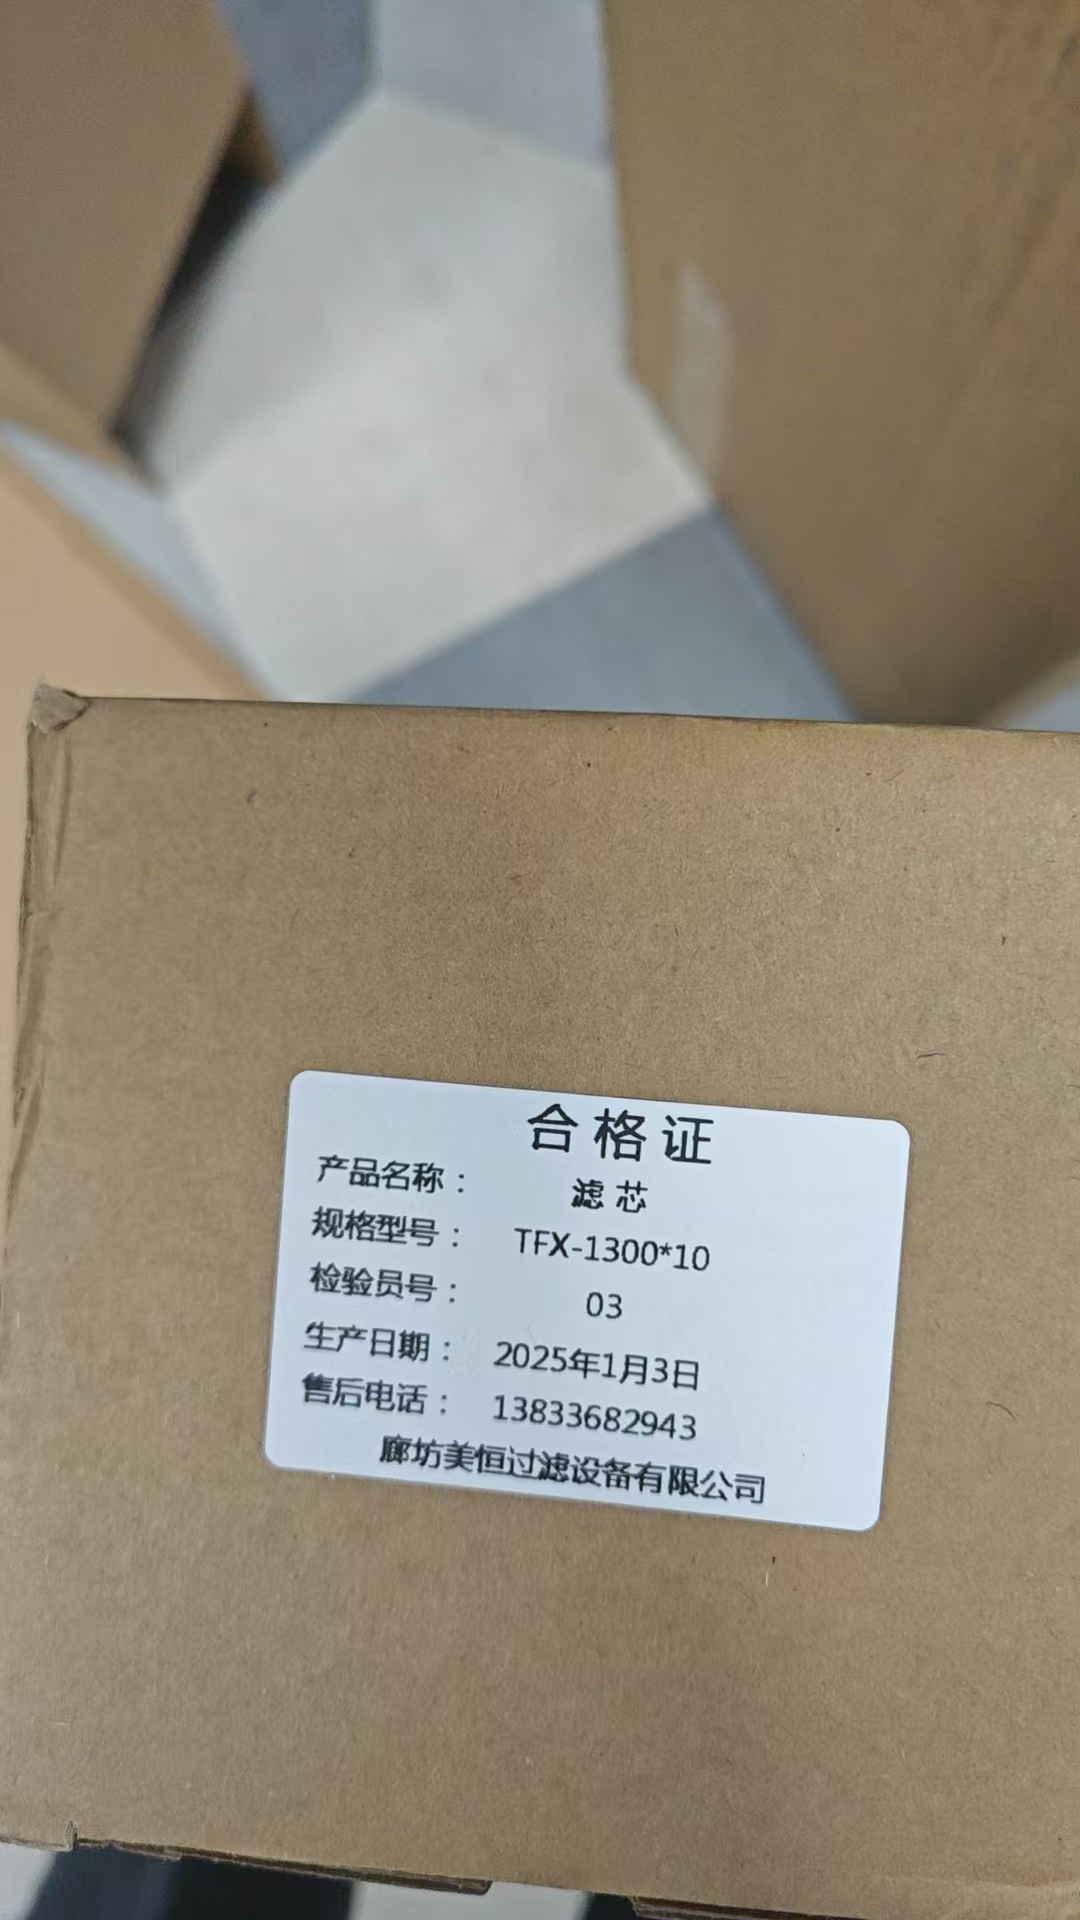 合格证
产品名称： 滤芯
规格型号： TFX-1300*10
检验员号： 03
生产日期： 2025年1月3日
售后电话： 13833682943
廊坊美恒过滤设备有限公司